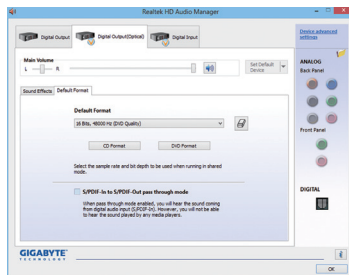 Realtek HD Audio Manager
Digital Output
Digital Output(Optical)
Digital Input
Device advanced
settings
Main Volume
L
R
Set Default
Device
ANALOG
Back Panel
Sound Effects
Default Format
Default Format
16 Bits, 48000 Hz (DVD Quality)
CD Format
DVD Format
Select the sample rate and bit depth to be used when running in shared
mode.
Front Panel
S/PDIF-In to S/PDIF-Out pass through mode
When pass through mode enabled, you will hear the sound coming
from digital audio input (S/PDIF-In). However, you will not be able
to hear the sound played by any media players.
DIGITAL
GIGABYTE
TECHNOLOGY
OK